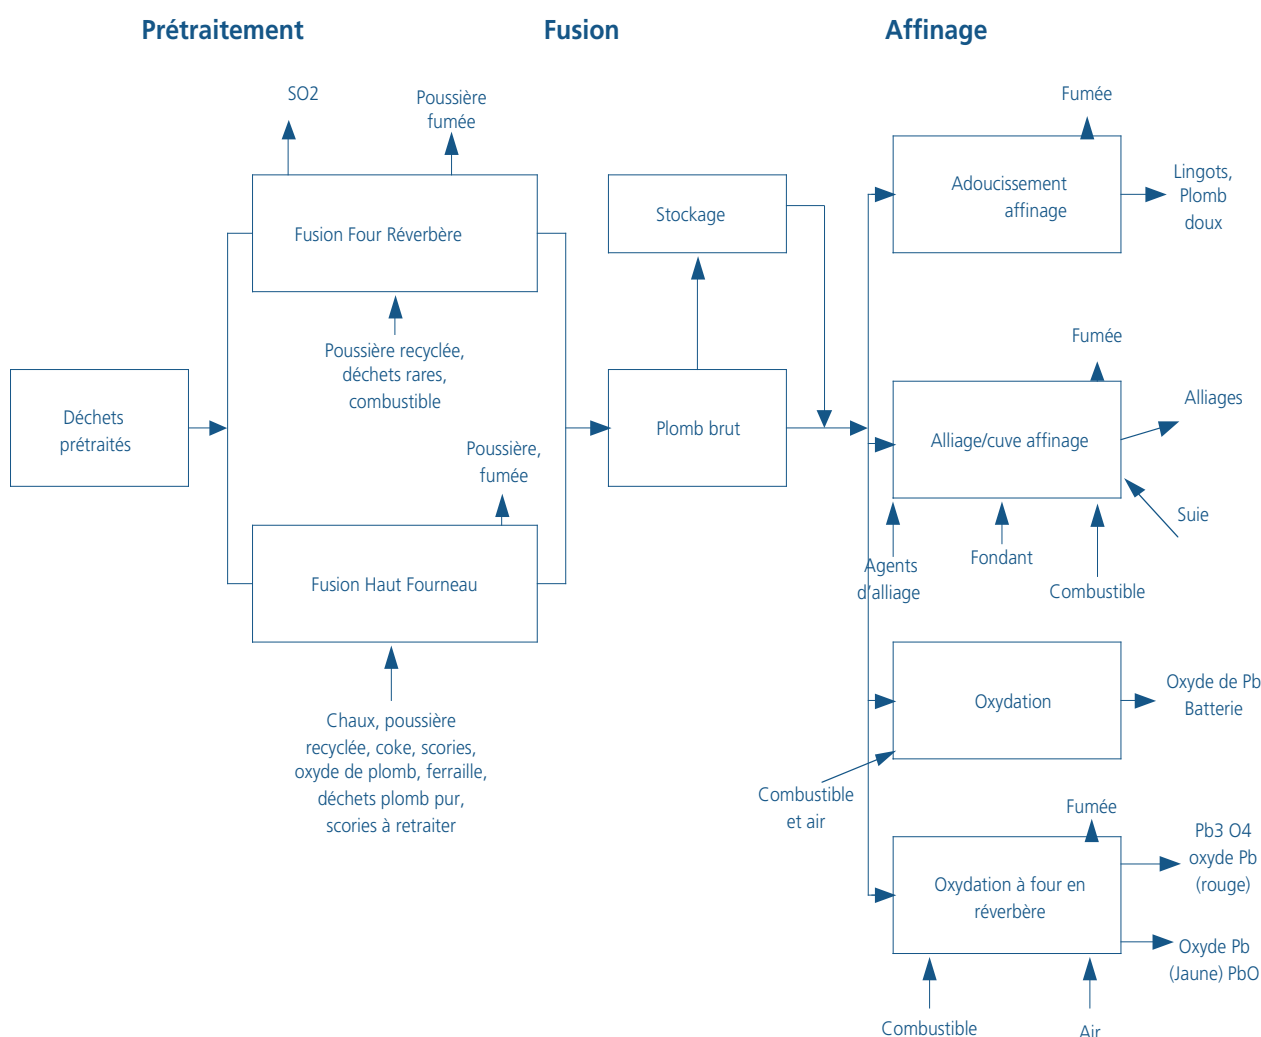 Prétraitement
Fusion
Affinage
SO2
Poussière
fumée
Fusion Four Réverbère
Poussière recyclée,
déchets rares,
combustible
Déchets
prétraités
Poussière,
fumée
Fusion Haut Fourneau
Chaux, poussière
recyclée, coke, scories,
oxyde de plomb, ferraille,
déchets plomb pur,
scories à retraiter
Stockage
Plomb brut
Fumée
Adoucissement
affinage
Lingots,
Plomb
doux
Fumée
Alliage/cuve affinage
Alliages
Suie
Agents
d'alliage
Fondant
Combustible
Oxydation
Oxyde de Pb
Batterie
Combustible
et air
Fumée
Oxydation à four en
réverbère
Pb3 O4
oxyde Pb
(rouge)
Oxyde Pb
(Jaune) PbO
Combustible
Air